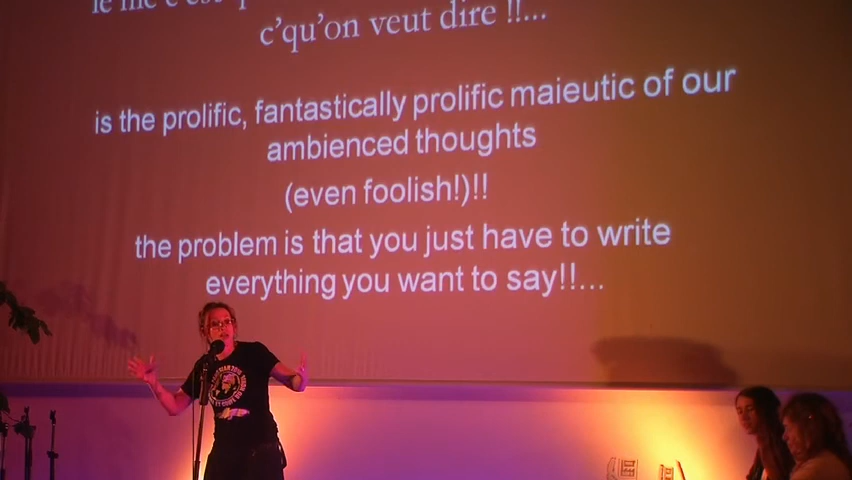 c'qu'on veut dire !!...
is the prolific, fantastically prolific maieutic of our
ambienced thoughts
(even foolish!)!!
the problem is that you just have to write
everything you want to say!!...